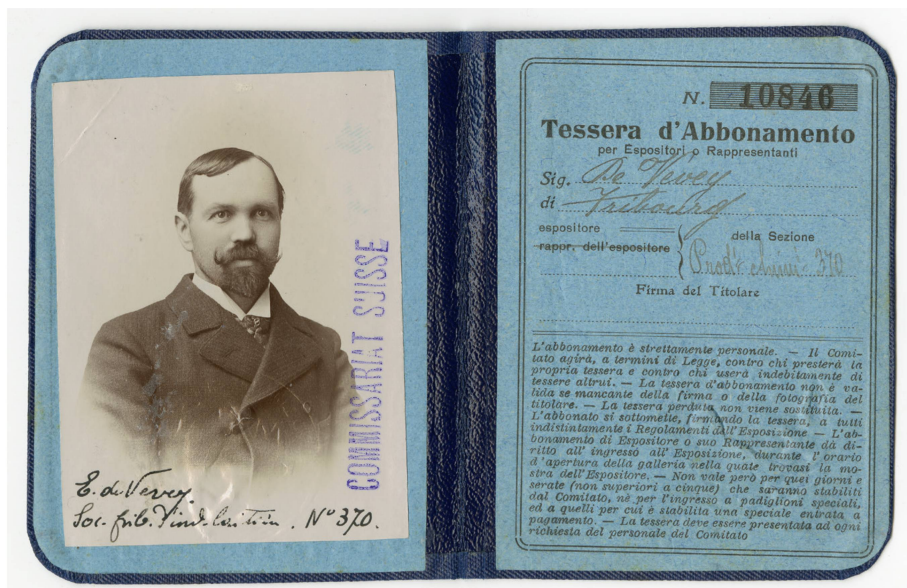 E. de Vevey
Soc. frib. d'industrie. N° 370.
COMMISSARIAT SUISSE
N. 10846
Tessera d'Abbonamento
per Espositori o Rappresentanti
Sig. De Vevey
di Fribourg
espositore
rappr. dell'espositore
della Sezione
Prodts chim 370
Firma del Titolare
L'abbonamento è strettamente personale. — Il Comi-
tato agirà, a termini di Legge, contro chi presterà la
propria tessera e contro chi userà indebitamente di
tessere altrui. — La tessera d'abbonamento non è va-
lida se mancante della firma o della fotografia del
titolare. — La tessera perduta non viene sostituita. —
L'abbonato si sottomette, firmando la tessera, a tutti
indistintamente i Regolamenti dell'Esposizione — L'ab-
bonamento di Espositore o suo Rappresentante dà di-
ritto all' ingresso all' Esposizione, durante l'orario
d'apertura della galleria nella quate trovasi la mo-
stra dell'Espositore. — Non vale però per quei giorni e
serate (non superiori a cinque) che saranno stabiliti
dal Comitato, nè per l'ingresso a padiglioni speciali,
ed a quelli per cui è stabilita una speciale entrata a
pagamento. — La tessera deve essere presentata ad ogni
richiesta del personale del Comitato